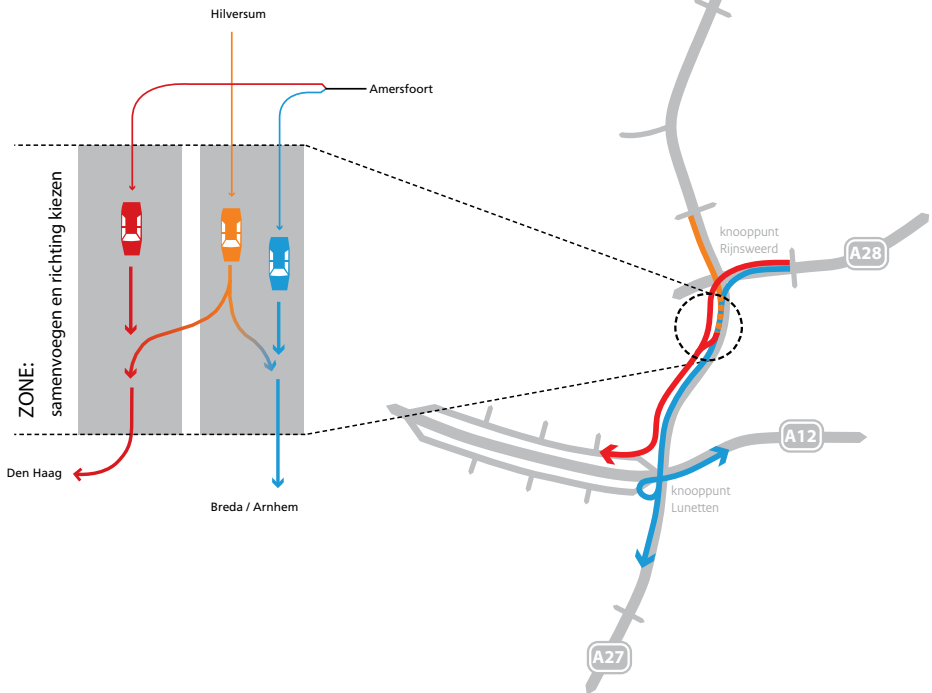 Hilversum
Amersfoort
ZONE:
samenvoegen en richting kiezen
Den Haag
Breda / Arnhem
knooppunt
Rijnsweerd
A28
A12
knooppunt
Lunetten
A27